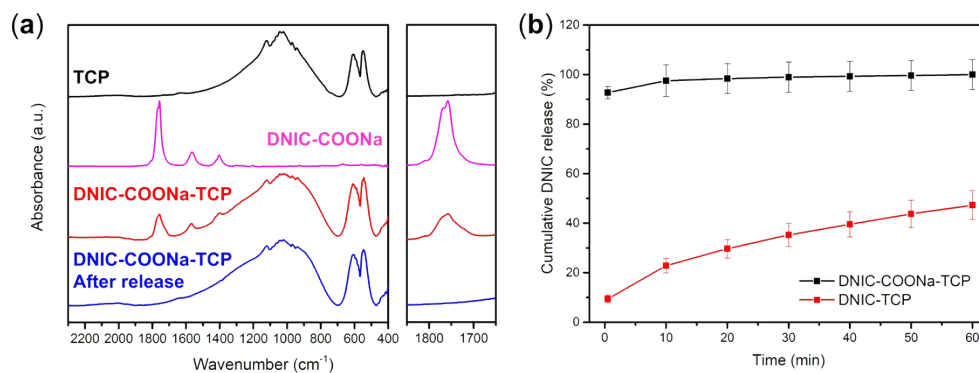 (a)
TCP
DNIC-COONa
DNIC-COONa-TCP
DNIC-COONa-TCP
After release
Absorbance (a.u.)
2200 2000 1800 1600 1400 1200 1000 800 600 400
1800 1700
Wavenumber (cm-1)
(b)
120
100
80
60
40
20
0
Cumulative DNIC release (%)
DNIC-COONa-TCP
DNIC-TCP
0 10 20 30 40 50 60
Time (min)